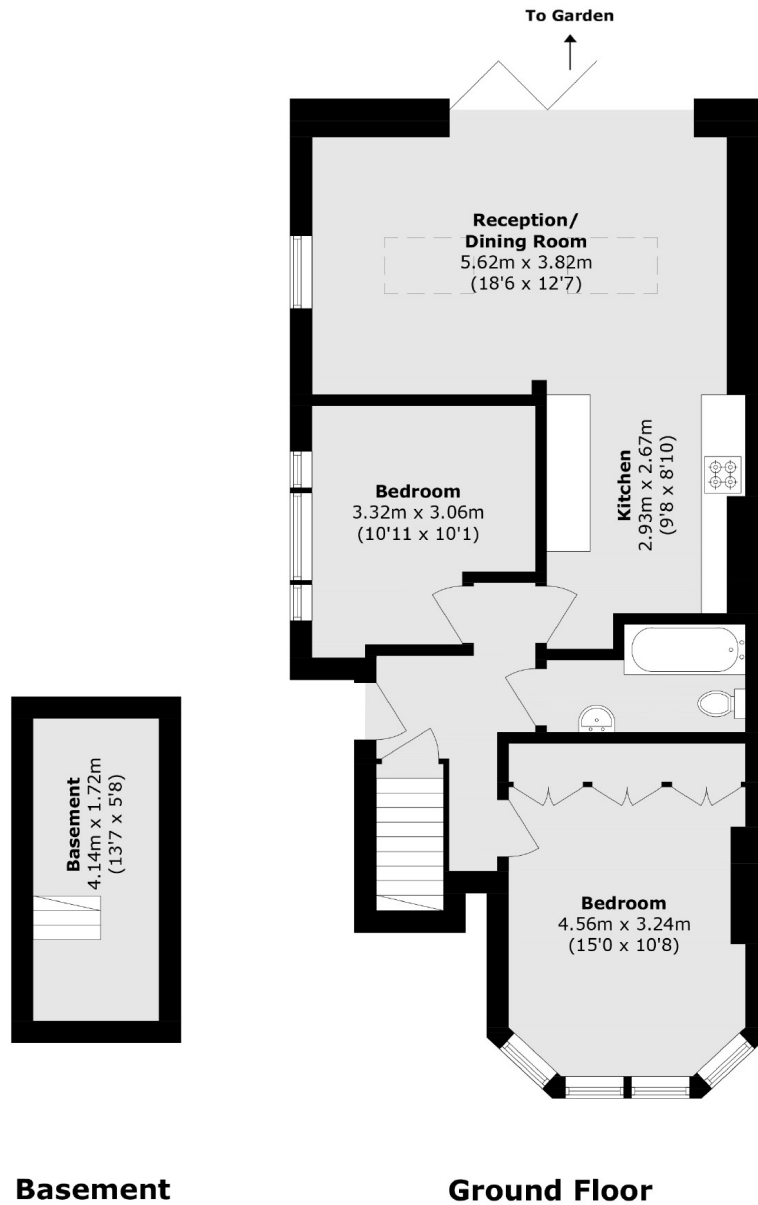 To Garden
Reception/
Dining Room
5.62m x 3.82m
(18'6 x 12'7)
Kitchen
2.93m x 2.67m
(9'8 x 8'10)
Bedroom
3.32m x 3.06m
(10'11 x 10'1)
Basement
4.14m x 1.72m
(13'7 x 5'8)
Bedroom
4.56m x 3.24m
(15'0 x 10'8)
Basement
Ground Floor